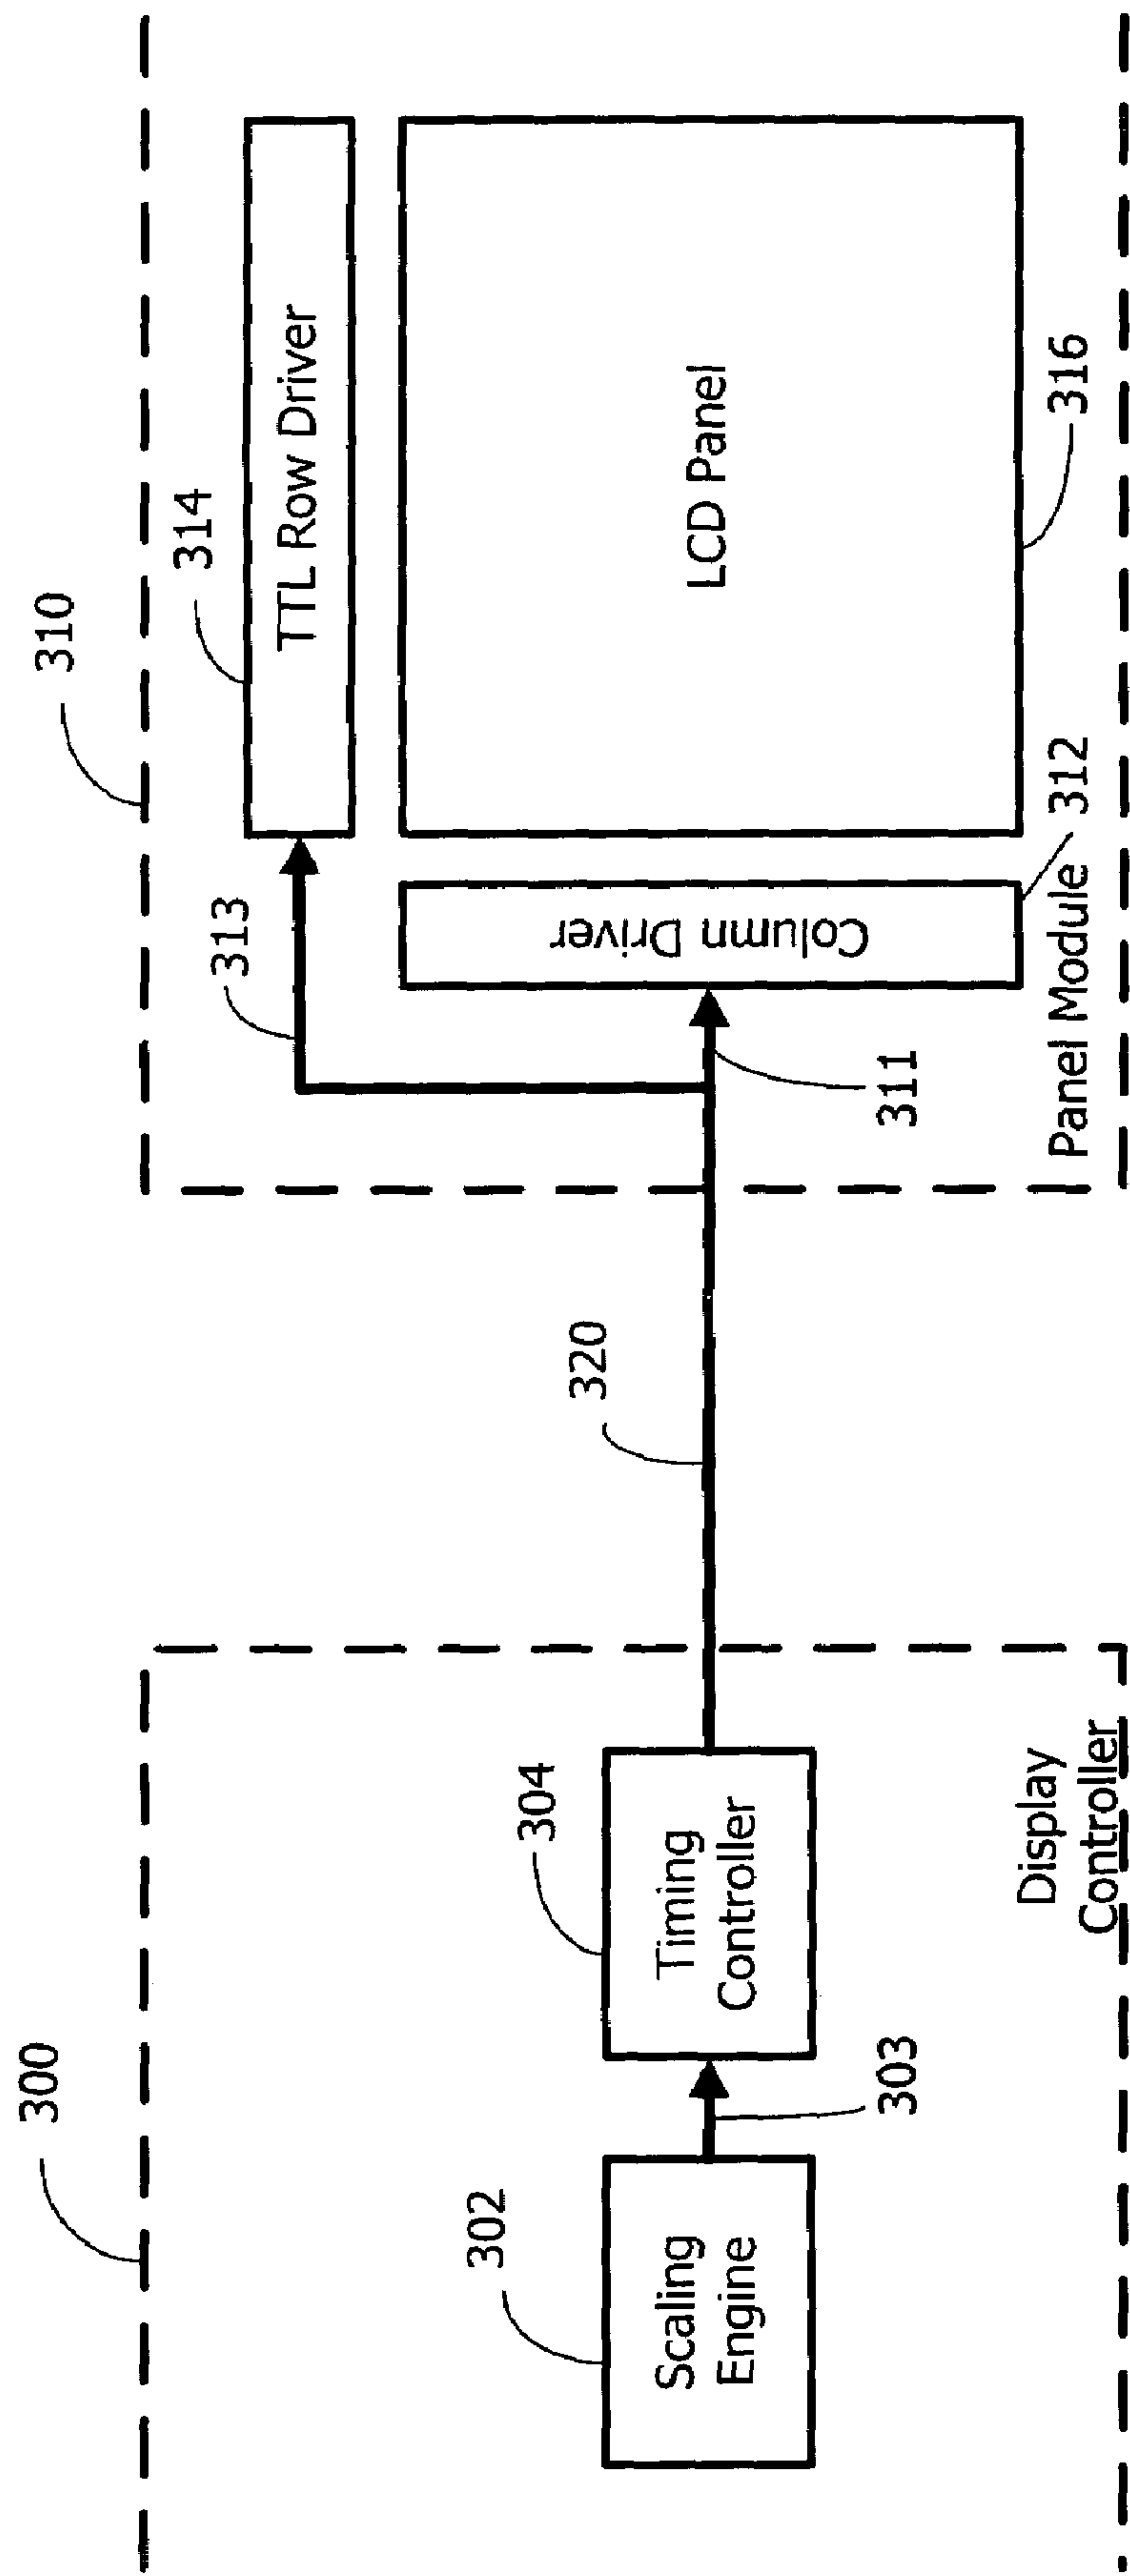 300
310
302
Scaling
Engine
303
304
Timing
Controller
Display
Controller
320
313
314
TTL Row Driver
311
Column Driver
LCD Panel
312
316
Panel Module